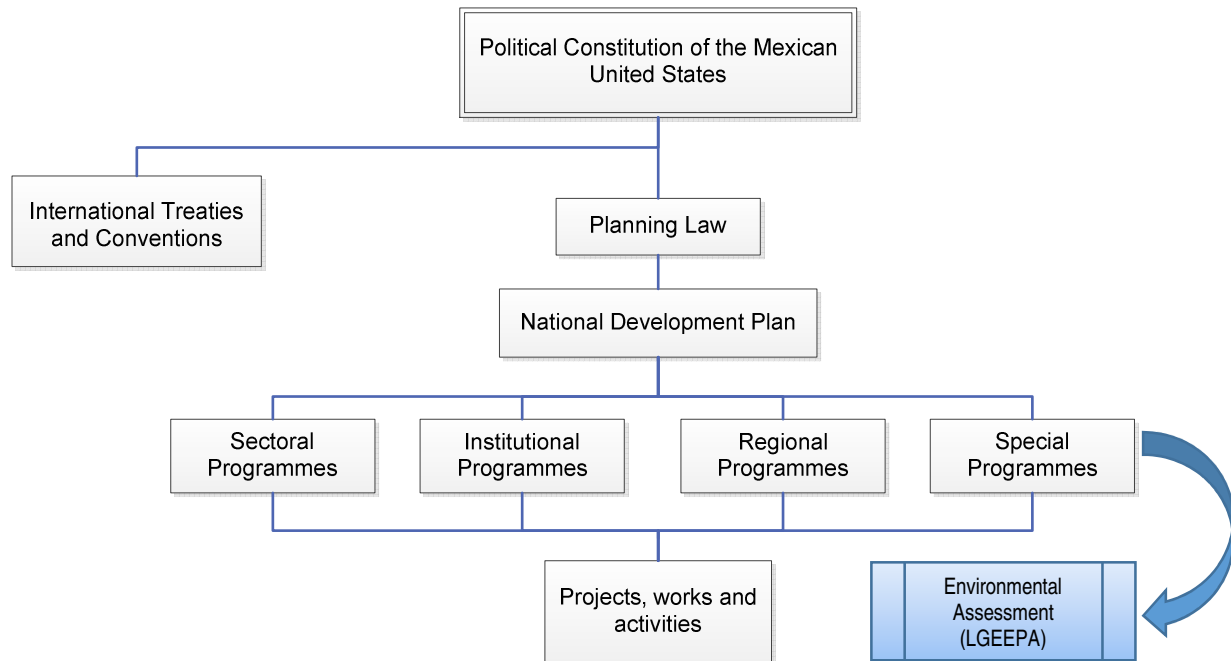 Political Constitution of the Mexican
United States
International Treaties
and Conventions
Planning Law
National Development Plan
Sectoral
Programmes
Institutional
Programmes
Regional
Programmes
Special
Programmes
Projects, works and
activities
Environmental
Assessment
(LGEEPA)